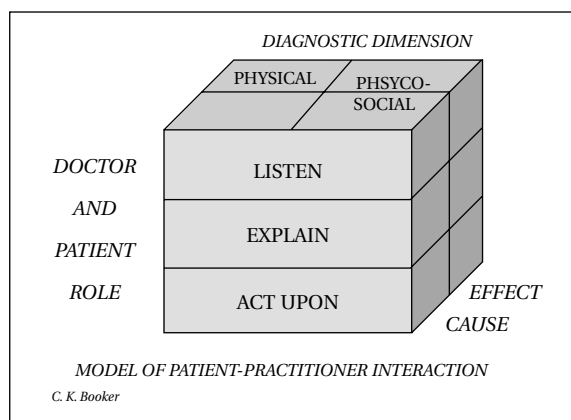 DIAGNOSTIC DIMENSION
PHYSICAL
PHSYCO-
SOCIAL
DOCTOR
AND
PATIENT
ROLE
LISTEN
EXPLAIN
ACT UPON
EFFECT
CAUSE
MODEL OF PATIENT-PRACTITIONER INTERACTION
C. K. Booker